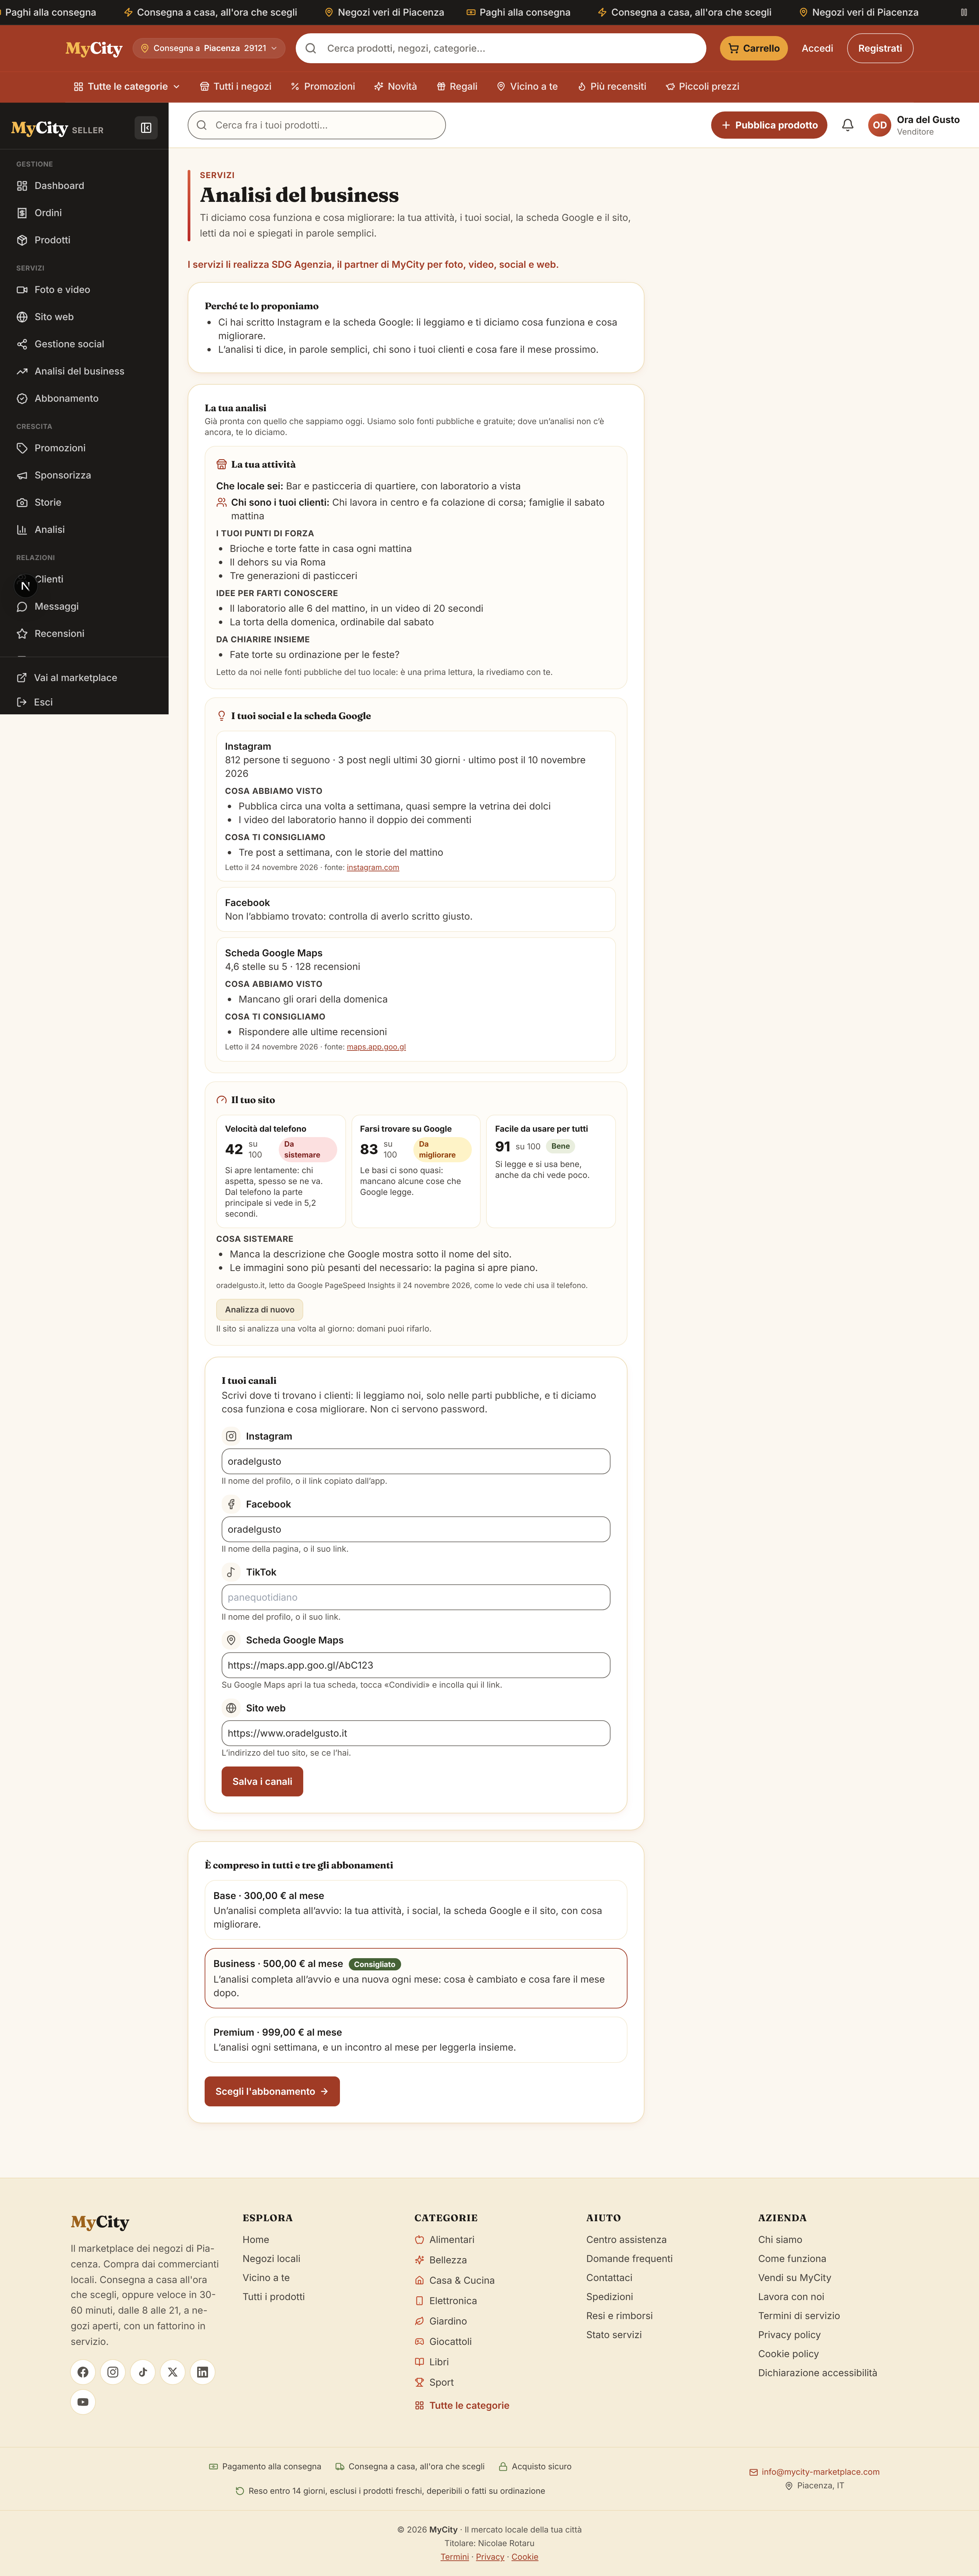 Paghi alla consegna Consegna a casa, all'ora che scegli Negozi veri di Piacenza Paghi alla consegna Consegna a casa, all'ora che scegli Negozi veri di Piacenza
MyCity Consegna a Piacenza 29121 Cerca prodotti, negozi, categorie... Carrello Accedi Registrati
Tutte le categorie Tutti i negozi Promozioni Novità Regali Vicino a te Più recensiti Piccoli prezzi
MyCity SELLER
GESTIONE
Dashboard
Ordini
Prodotti
SERVIZI
Foto e video
Sito web
Gestione social
Analisi del business
Abbonamento
CRESCITA
Promozioni
Sponsorizza
Storie
Analisi
RELAZIONI
N Clienti
Messaggi
Recensioni
Vai al marketplace
Esci
Cerca fra i tuoi prodotti... Pubblica prodotto OD Ora del Gusto
Venditore
SERVIZI
Analisi del business
Ti diciamo cosa funziona e cosa migliorare: la tua attività, i tuoi social, la scheda Google e il sito,
letti da noi e spiegati in parole semplici.
I servizi li realizza SDG Agenzia, il partner di MyCity per foto, video, social e web.
Perché te lo proponiamo
Ci hai scritto Instagram e la scheda Google: li leggiamo e ti diciamo cosa funziona e cosa
migliorare.
L'analisi ti dice, in parole semplici, chi sono i tuoi clienti e cosa fare il mese prossimo.
La tua analisi
Già pronta con quello che sappiamo oggi. Usiamo solo fonti pubbliche e gratuite; dove un'analisi non c'è
ancora, te lo diciamo.
La tua attività
Che locale sei: Bar e pasticceria di quartiere, con laboratorio a vista
Chi sono i tuoi clienti: Chi lavora in centro e fa colazione di corsa; famiglie il sabato
mattina
I TUOI PUNTI DI FORZA
Brioche e torte fatte in casa ogni mattina
Il dehors su via Roma
Tre generazioni di pasticceri
IDEE PER FARTI CONOSCERE
Il laboratorio alle 6 del mattino, in un video di 20 secondi
La torta della domenica, ordinabile dal sabato
DA CHIARIRE INSIEME
Fate torte su ordinazione per le feste?
Letto da noi nelle fonti pubbliche del tuo locale: è una prima lettura, la rivediamo con te.
I tuoi social e la scheda Google
Instagram
812 persone ti seguono · 3 post negli ultimi 30 giorni · ultimo post il 10 novembre
2026
COSA ABBIAMO VISTO
Pubblica circa una volta a settimana, quasi sempre la vetrina dei dolci
I video del laboratorio hanno il doppio dei commenti
COSA TI CONSIGLIAMO
Tre post a settimana, con le storie del mattino
Letto il 24 novembre 2026 · fonte: instagram.com
Facebook
Non l'abbiamo trovato: controlla di averlo scritto giusto.
Scheda Google Maps
4,6 stelle su 5 · 128 recensioni
COSA ABBIAMO VISTO
Mancano gli orari della domenica
COSA TI CONSIGLIAMO
Rispondere alle ultime recensioni
Letto il 24 novembre 2026 · fonte: maps.app.goo.gl
Il tuo sito
Velocità dal telefono
42 su 100 Da sistemare
Si apre lentamente: chi
aspetta, spesso se ne va.
Dal telefono la parte
principale si vede in 5,2
secondi.
Farsi trovare su Google
83 su 100 Da migliorare
Le basi ci sono quasi:
mancano alcune cose che
Google legge.
Facile da usare per tutti
91 su 100 Bene
Si legge e si usa bene,
anche da chi vede poco.
COSA SISTEMARE
Manca la descrizione che Google mostra sotto il nome del sito.
Le immagini sono più pesanti del necessario: la pagina si apre piano.
oradelgusto.it, letto da Google PageSpeed Insights il 24 novembre 2026, come lo vede chi usa il telefono.
Analizza di nuovo
Il sito si analizza una volta al giorno: domani puoi rifarlo.
I tuoi canali
Scrivi dove ti trovano i clienti: li leggiamo noi, solo nelle parti pubbliche, e ti diciamo
cosa funziona e cosa migliorare. Non ci servono password.
Instagram
oradelgusto
Il nome del profilo, o il link copiato dall'app.
Facebook
oradelgusto
Il nome della pagina, o il suo link.
TikTok
panequotidiano
Il nome del profilo, o il suo link.
Scheda Google Maps
https://maps.app.goo.gl/AbC123
Su Google Maps apri la tua scheda, tocca «Condividi» e incolla qui il link.
Sito web
https://www.oradelgusto.it
L'indirizzo del tuo sito, se ce l'hai.
Salva i canali
È compreso in tutti e tre gli abbonamenti
Base · 300,00 € al mese
Un'analisi completa all'avvio: la tua attività, i social, la scheda Google e il sito, con cosa
migliorare.
Business · 500,00 € al mese Consigliato
L'analisi completa all'avvio e una nuova ogni mese: cosa è cambiato e cosa fare il mese
dopo.
Premium · 999,00 € al mese
L'analisi ogni settimana, e un incontro al mese per leggerla insieme.
Scegli l'abbonamento
MyCity
Il marketplace dei negozi di Pia-
cenza. Compra dai commercianti
locali. Consegna a casa all'ora
che scegli, oppure veloce in 30-
60 minuti, dalle 8 alle 21, a ne-
gozi aperti, con un fattorino in
servizio.
ESPLORA
Home
Negozi locali
Vicino a te
Tutti i prodotti
CATEGORIE
Alimentari
Bellezza
Casa & Cucina
Elettronica
Giardino
Giocattoli
Libri
Sport
Tutte le categorie
AIUTO
Centro assistenza
Domande frequenti
Contattaci
Spedizioni
Resi e rimborsi
Stato servizi
AZIENDA
Chi siamo
Come funziona
Vendi su MyCity
Lavora con noi
Termini di servizio
Privacy policy
Cookie policy
Dichiarazione accessibilità
Pagamento alla consegna Consegna a casa, all'ora che scegli Acquisto sicuro
Reso entro 14 giorni, esclusi i prodotti freschi, deperibili o fatti su ordinazione
info@mycity-marketplace.com
Piacenza, IT
© 2026 MyCity · Il mercato locale della tua città
Titolare: Nicolae Rotaru
Termini · Privacy · Cookie